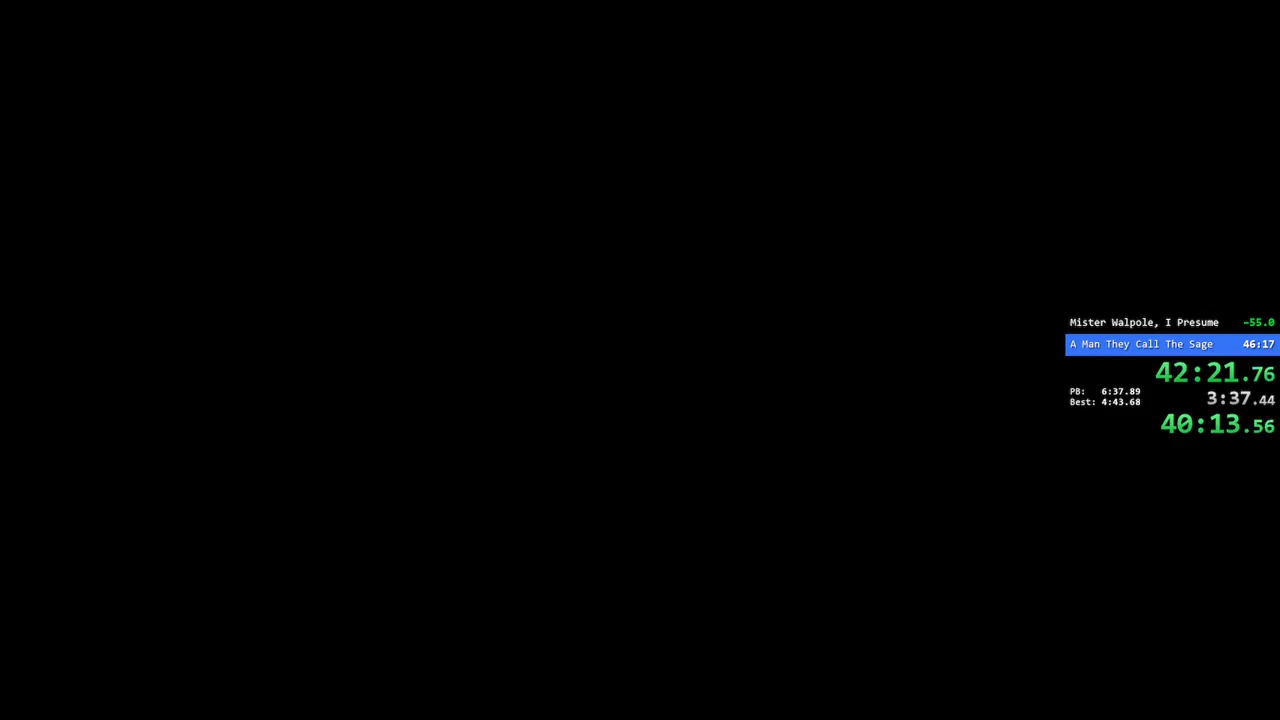 Mister Walpole, I Presume -55.0
A Man They Call The Sage 46:17
42:21.76
PB: 6:37.89
Best: 4:43.68
3:37.44
40:13.56